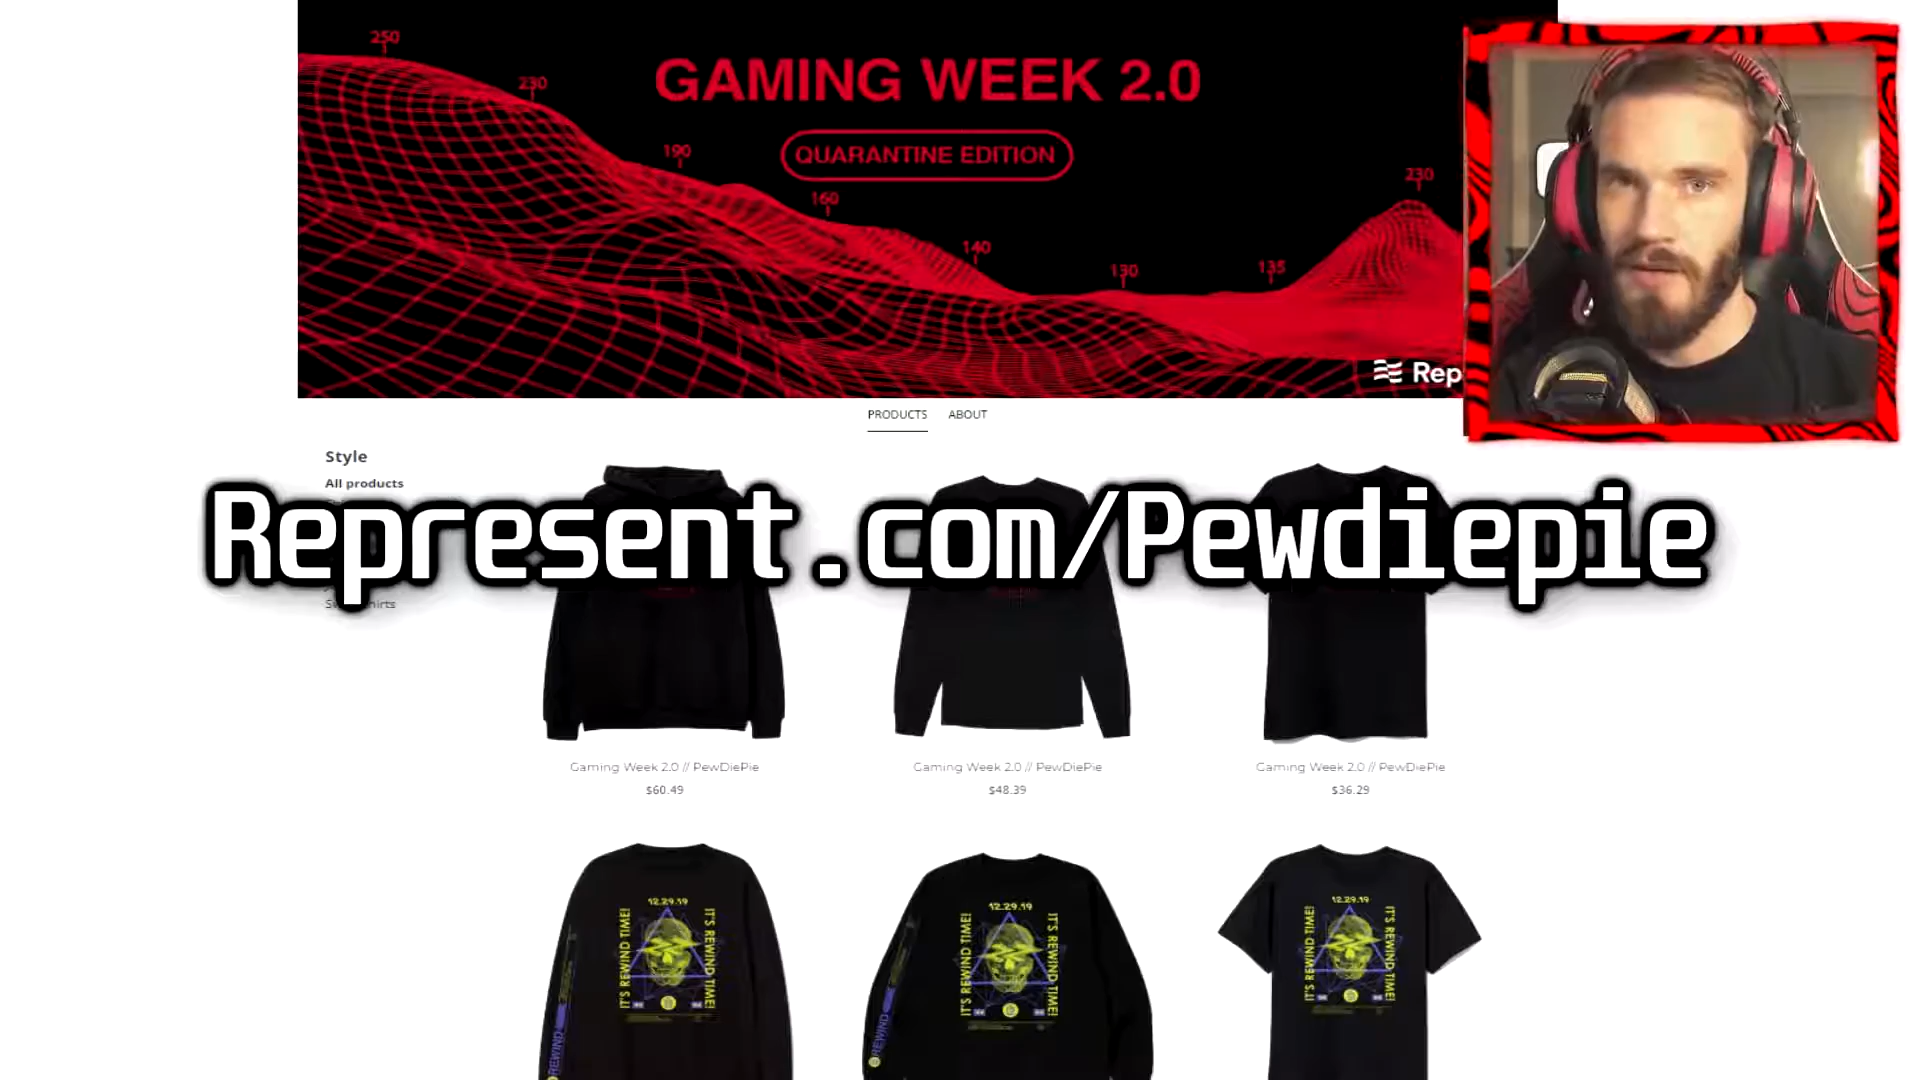 250
230
GAMING WEEK 2.0
QUARANTINE EDITION
190
160
140
130
135
230
Rep
PRODUCTS ABOUT
Style
All products
Represent.com/Pewdiepie
Gaming Week 2.0 // PewDiePie
$60.49
Gaming Week 2.0 // PewDiePie
$48.39
Gaming Week 2.0 // PewDiePie
$36.29
12.29.19
IT'S REWIND TIME!
IT'S REWIND TIME!
REWIND
12.29.19
IT'S REWIND TIME!
IT'S REWIND TIME!
REWIND
12.29.19
IT'S REWIND TIME!
IT'S REWIND TIME!